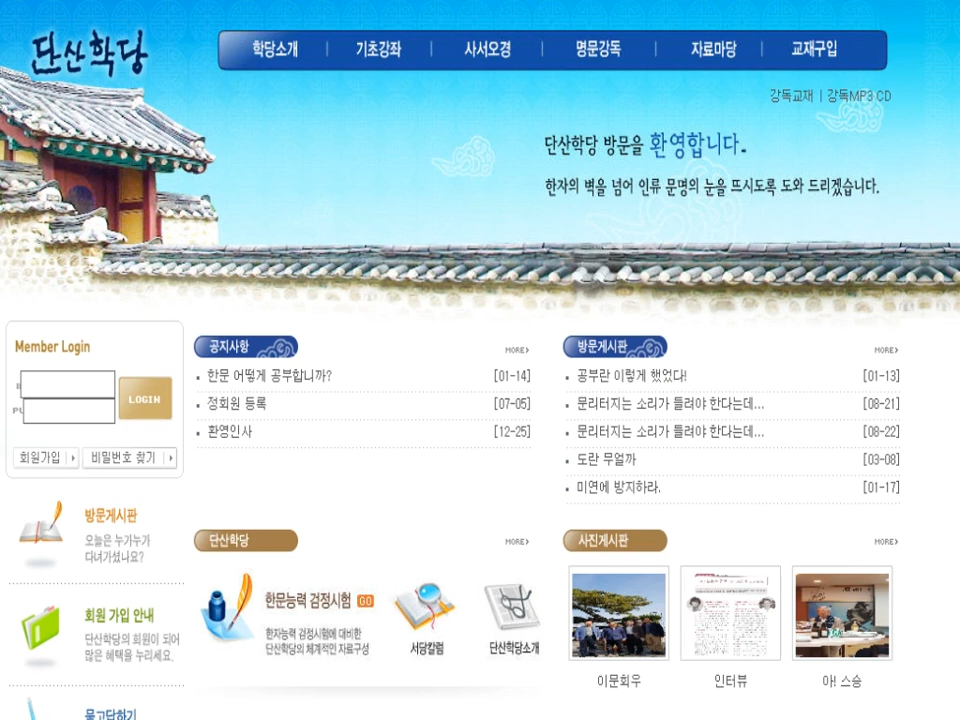 단산학당
학당소개 | 기초강좌 | 사서오경 | 명문강독 | 자료마당 | 교재구입
강독교재 | 강독MP3 CD
단산학당 방문을 환영합니다.
한자의 벽을 넘어 인류 문명의 눈을 뜨시도록 도와 드리겠습니다.
Member Login
LOGIN
회원가입
비밀번호 찾기
방문게시판
오늘은 누가누가
다녀가셨나요?
회원 가입 안내
단산학당의 회원이 되어
많은 혜택을 누리세요.
묻고답하기
공지사항
MORE
한문 어떻게 공부합니까? [01-14]
정회원 등록 [07-05]
환영인사 [12-25]
방문게시판
MORE
공부란 이렇게 했었다! [01-13]
문리터지는 소리가 들려야 한다는데... [08-21]
문리터지는 소리가 들려야 한다는데... [08-22]
도란 무얼까 [03-08]
미연에 방지하라. [01-17]
단산학당
MORE
한문능력 검정시험 GO
한자능력 검정시험에 대비한
단산학당의 체계적인 자료구성
서당칼럼
단산학당소개
사진게시판
MORE
이문회우
인터뷰
아! 스승